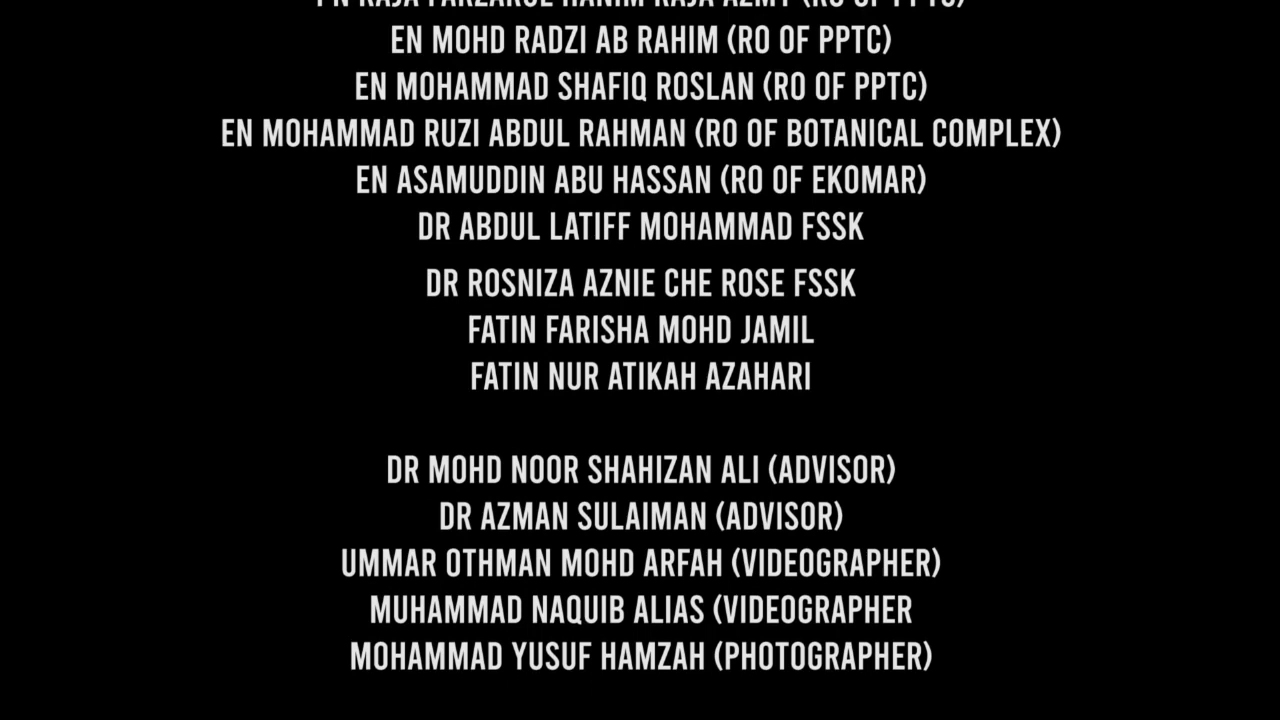 EN MOHD RADZI AB RAHIM (RO OF PPTC)
EN MOHAMMAD SHAFIQ ROSLAN (RO OF PPTC)
EN MOHAMMAD RUZI ABDUL RAHMAN (RO OF BOTANICAL COMPLEX)
EN ASAMUDDIN ABU HASSAN (RO OF EKOMAR)
DR ABDUL LATIFF MOHAMMAD FSSK
DR ROSNIZA AZNIE CHE ROSE FSSK
FATIN FARISHA MOHD JAMIL
FATIN NUR ATIKAH AZAHARI
DR MOHD NOOR SHAHIZAN ALI (ADVISOR)
DR AZMAN SULAIMAN (ADVISOR)
UMMAR OTHMAN MOHD ARFAH (VIDEOGRAPHER)
MUHAMMAD NAQUIB ALIAS (VIDEOGRAPHER
MOHAMMAD YUSUF HAMZAH (PHOTOGRAPHER)